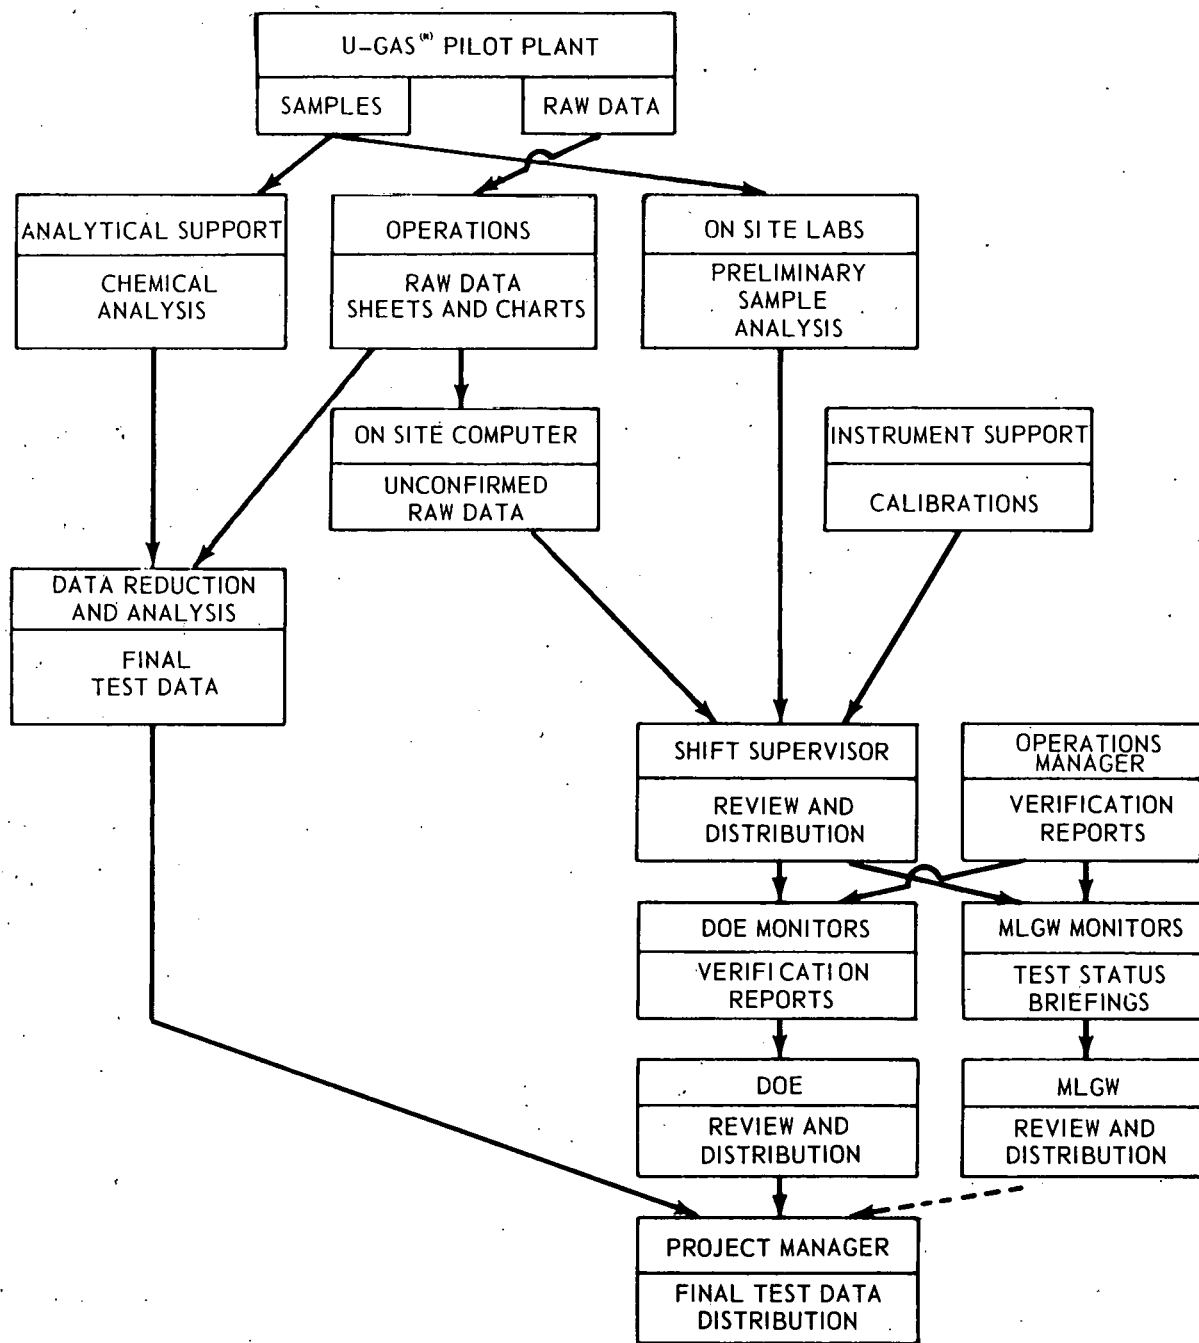 U-GAS(R) PILOT PLANT
SAMPLES
RAW DATA
ANALYTICAL SUPPORT
CHEMICAL
ANALYSIS
OPERATIONS
RAW DATA
SHEETS AND CHARTS
ON SITE LABS
PRELIMINARY
SAMPLE
ANALYSIS
ON SITE COMPUTER
UNCONFIRMED
RAW DATA
INSTRUMENT SUPPORT
CALIBRATIONS
DATA REDUCTION
AND ANALYSIS
FINAL
TEST DATA
SHIFT SUPERVISOR
REVIEW AND
DISTRIBUTION
OPERATIONS
MANAGER
VERIFICATION
REPORTS
DOE MONITORS
VERIFICATION
REPORTS
MLGW MONITORS
TEST STATUS
BRIEFINGS
DOE
REVIEW AND
DISTRIBUTION
MLGW
REVIEW AND
DISTRIBUTION
PROJECT MANAGER
FINAL TEST DATA
DISTRIBUTION